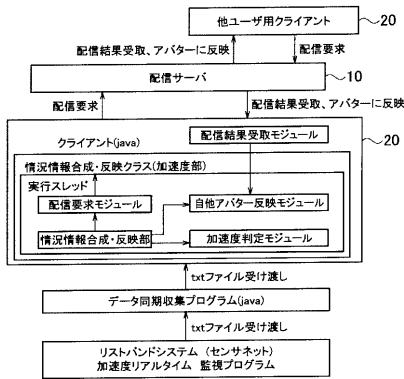 他ユーザ用クライアント
20
配信結果受取、アバターに反映
配信要求
配信サーバ
10
配信要求
配信結果受取、アバターに反映
20
クライアント(java)
配信結果受取モジュール
情況情報合成・反映クラス(加速度部)
実行スレッド
配信要求モジュール
自他アバター反映モジュール
情況情報合成・反映部
加速度判定モジュール
txtファイル受け渡し
データ同期収集プログラム(java)
txtファイル受け渡し
リストバンドシステム (センサネット)
加速度リアルタイム 監視プログラム